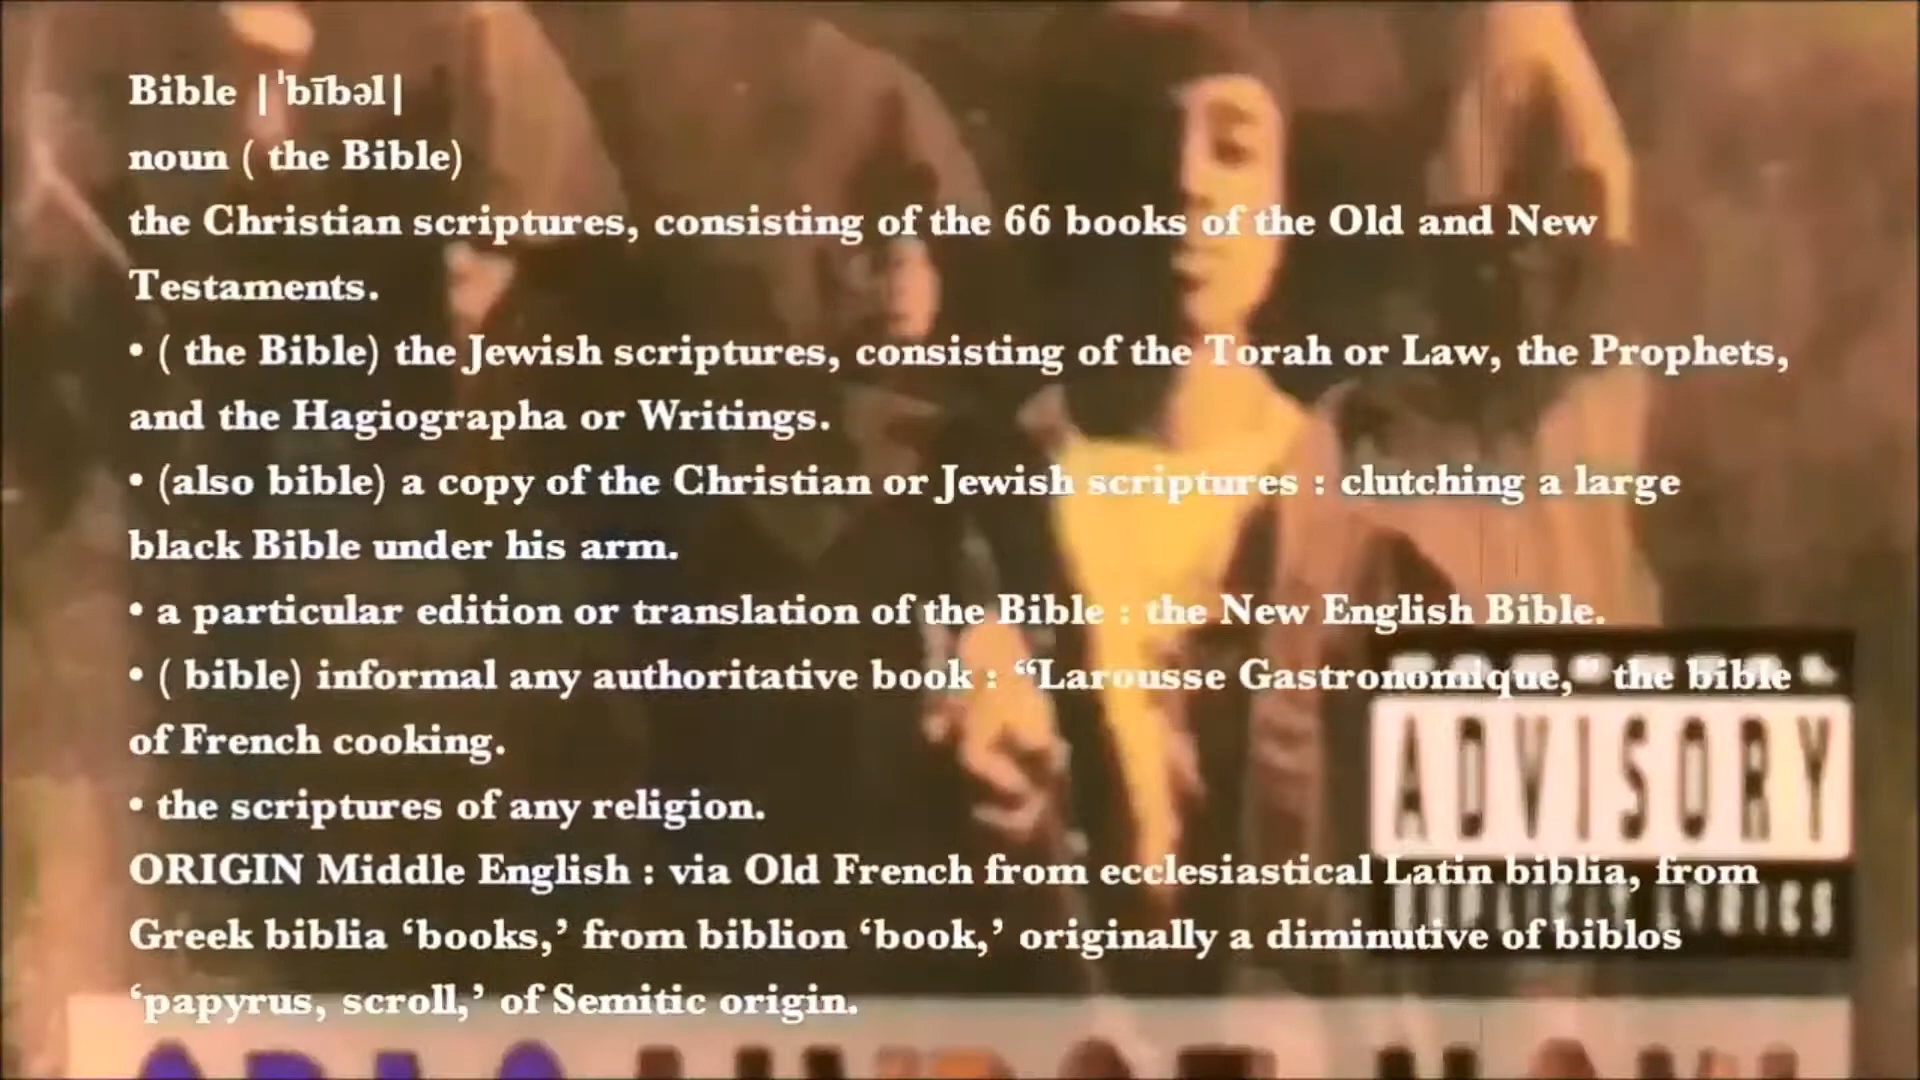 Bible |ˈbībəl|
noun ( the Bible)
the Christian scriptures, consisting of the 66 books of the Old and New
Testaments.
• ( the Bible) the Jewish scriptures, consisting of the Torah or Law, the Prophets,
and the Hagiographa or Writings.
• (also bible) a copy of the Christian or Jewish scriptures : clutching a large
black Bible under his arm.
• a particular edition or translation of the Bible : the New English Bible.
• ( bible) informal any authoritative book : “Larousse Gastronomique,” the bible
of French cooking.
• the scriptures of any religion.
ORIGIN Middle English : via Old French from ecclesiastical Latin biblia, from
Greek biblia ‘books,’ from biblion ‘book,’ originally a diminutive of biblos
‘papyrus, scroll,’ of Semitic origin.
ADVISORY